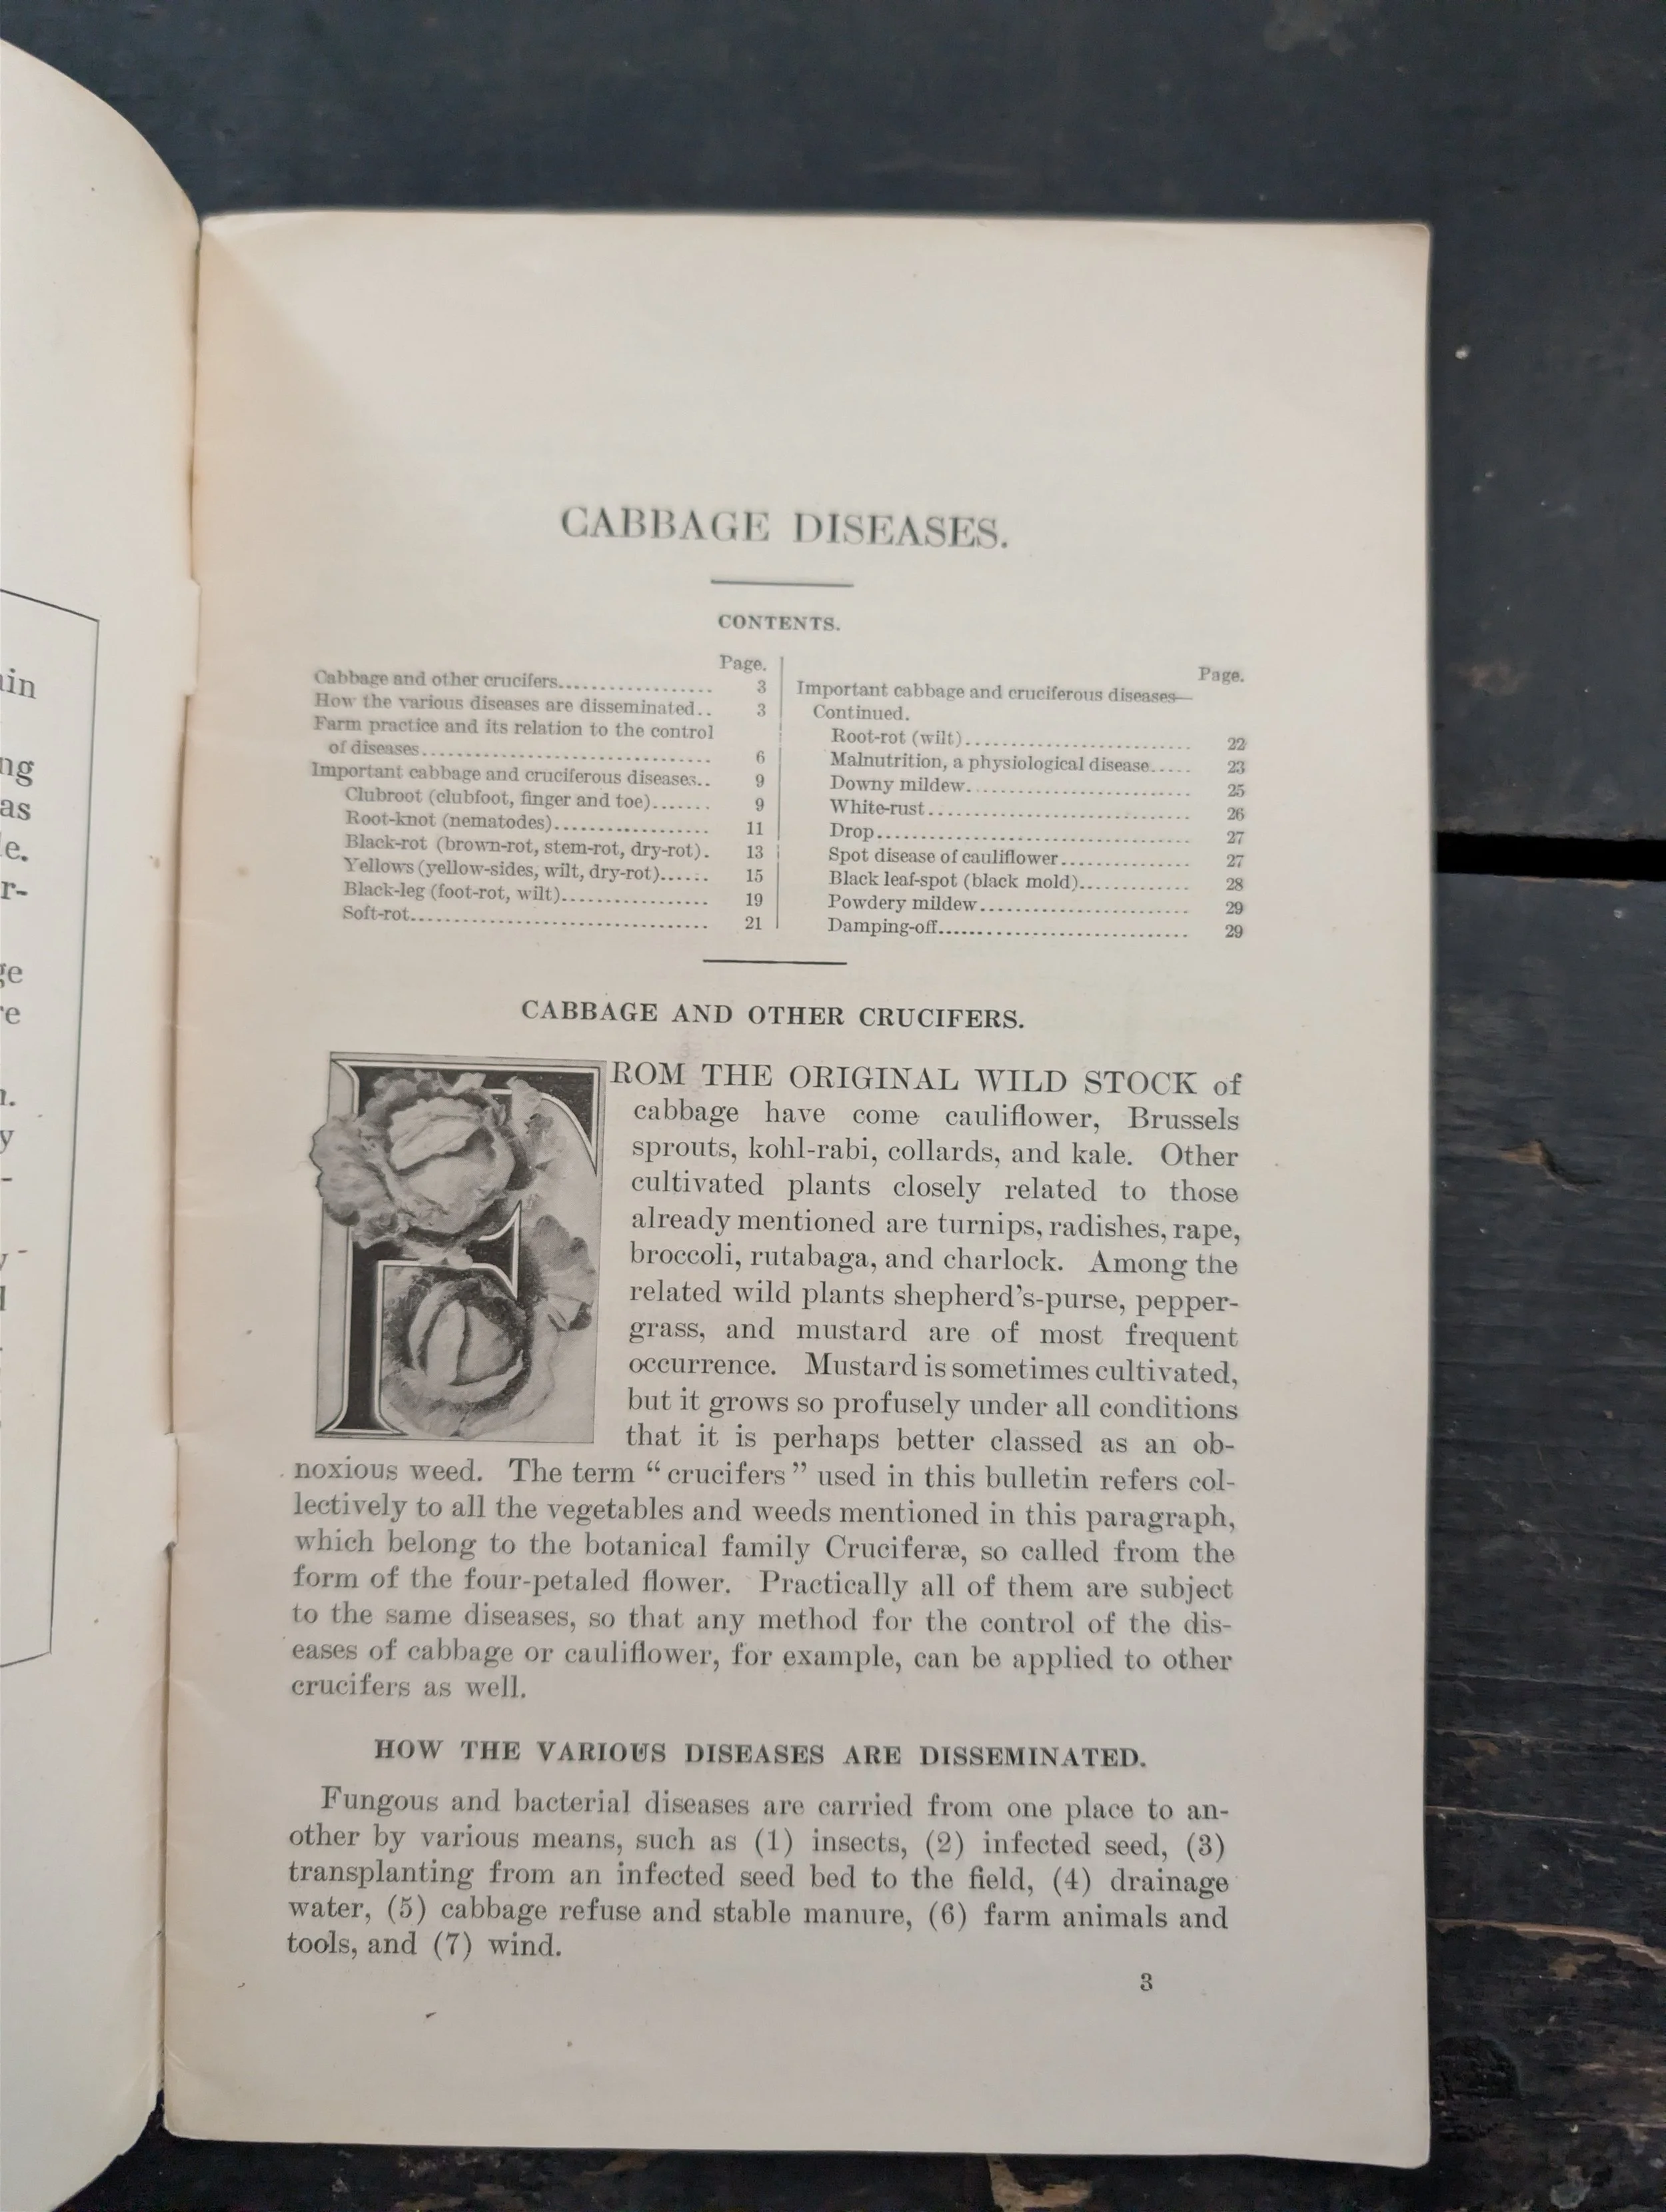 in
ng
as
e.
r-
ge
re
y
-
CABBAGE DISEASES.
CONTENTS.
Page.
Cabbage and other crucifers.................. 3
How the various diseases are disseminated.. 3
Farm practice and its relation to the control
of diseases.................................. 6
Important cabbage and cruciferous diseases.. 9
Clubroot (clubfoot, finger and toe)....... 9
Root-knot (nematodes).................. 11
Black-rot (brown-rot, stem-rot, dry-rot). 13
Yellows (yellow-sides, wilt, dry-rot)...... 15
Black-leg (foot-rot, wilt)................. 19
Soft-rot................................... 21
Page.
Important cabbage and cruciferous diseases—
Continued.
Root-rot (wilt).......................... 22
Malnutrition, a physiological disease..... 23
Downy mildew.......................... 25
White-rust.............................. 26
Drop.................................... 27
Spot disease of cauliflower............... 27
Black leaf-spot (black mold)............. 28
Powdery mildew........................ 29
Damping-off............................. 29
CABBAGE AND OTHER CRUCIFERS.
FROM THE ORIGINAL WILD STOCK of
cabbage have come cauliflower, Brussels
sprouts, kohl-rabi, collards, and kale. Other
cultivated plants closely related to those
already mentioned are turnips, radishes, rape,
broccoli, rutabaga, and charlock. Among the
related wild plants shepherd's-purse, pepper-
grass, and mustard are of most frequent
occurrence. Mustard is sometimes cultivated,
but it grows so profusely under all conditions
that it is perhaps better classed as an ob-
noxious weed. The term "crucifers" used in this bulletin refers col-
lectively to all the vegetables and weeds mentioned in this paragraph,
which belong to the botanical family Cruciferæ, so called from the
form of the four-petaled flower. Practically all of them are subject
to the same diseases, so that any method for the control of the dis-
eases of cabbage or cauliflower, for example, can be applied to other
crucifers as well.
HOW THE VARIOUS DISEASES ARE DISSEMINATED.
Fungous and bacterial diseases are carried from one place to an-
other by various means, such as (1) insects, (2) infected seed, (3)
transplanting from an infected seed bed to the field, (4) drainage
water, (5) cabbage refuse and stable manure, (6) farm animals and
tools, and (7) wind.
3